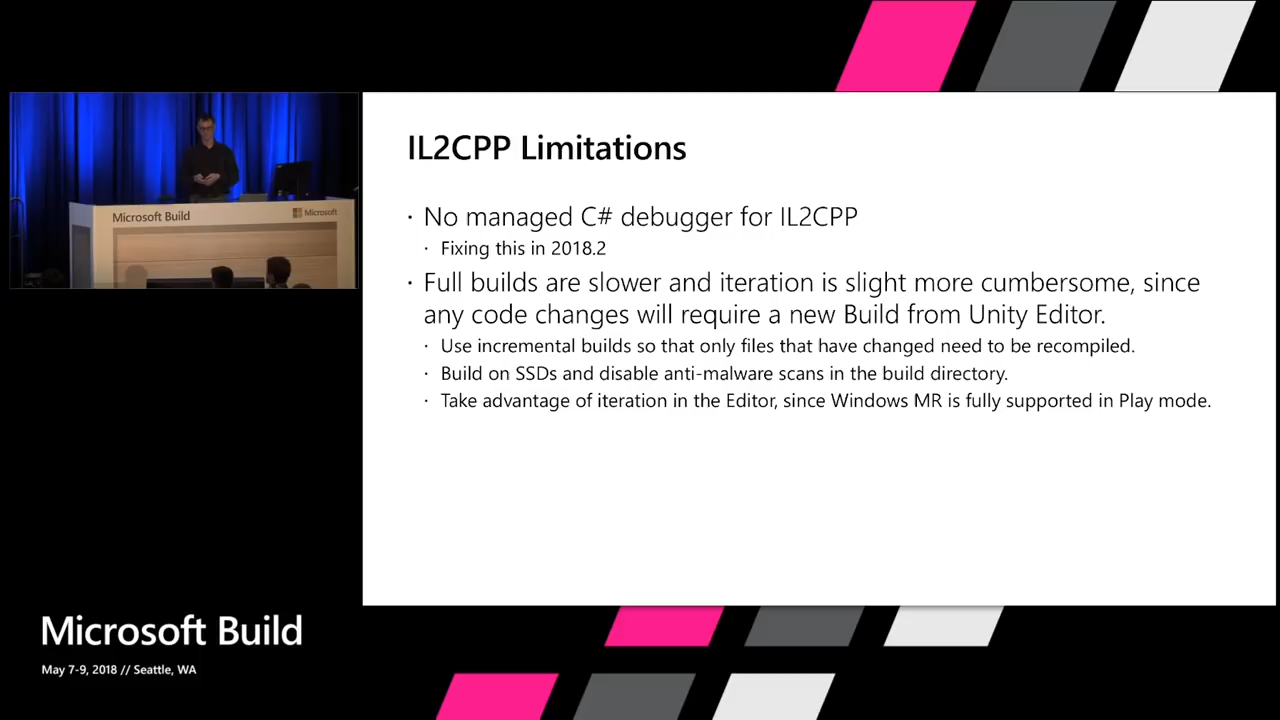 IL2CPP Limitations
· No managed C# debugger for IL2CPP
· Fixing this in 2018.2
· Full builds are slower and iteration is slight more cumbersome, since
any code changes will require a new Build from Unity Editor.
· Use incremental builds so that only files that have changed need to be recompiled.
· Build on SSDs and disable anti-malware scans in the build directory.
· Take advantage of iteration in the Editor, since Windows MR is fully supported in Play mode.
Microsoft Build
Microsoft
Microsoft Build
May 7-9, 2018 // Seattle, WA